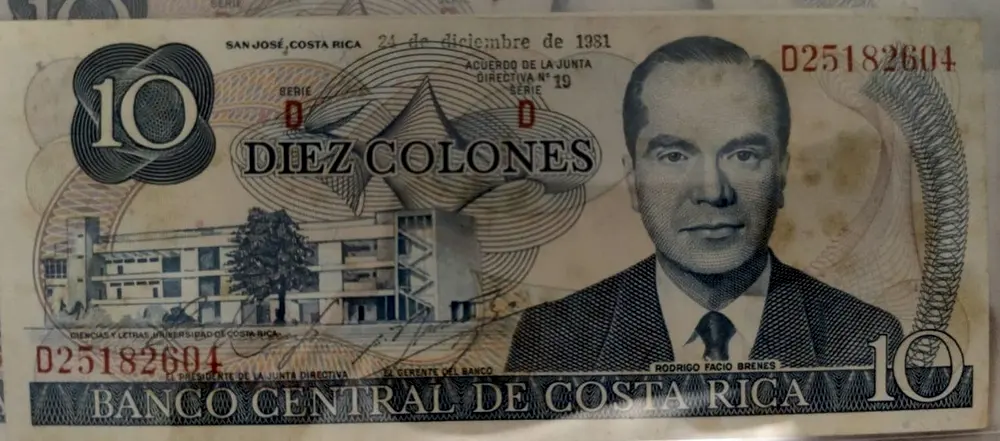 SERIE
SAN JOSÉ, COSTA RICA 24 de diciembre de 1981
ACUERDO DE LA JUNTA
DIRECTIVA Nº 19
SERIE SERIE
D D
D25182604
10
DIEZ COLONES
CIENCIAS Y LETRAS, UNIVERSIDAD DE COSTA RICA
D25182604
EL PRESIDENTE DE LA JUNTA DIRECTIVA EL GERENTE DEL BANCO
RODRIGO FACIO BRENES
10
BANCO CENTRAL DE COSTA RICA